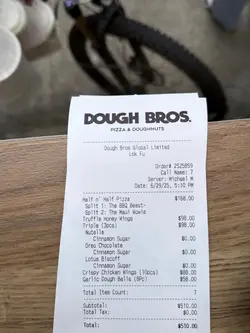 DOUGH BROS.
PIZZA & DOUGHNUTS
Dough Bros Global Limited
Lok Fu
Order# 2525859
Call Name: 7
Server: Michael M
Date: 6/29/25, 5:10 PM
Half n' Half Pizza $168.00
Split 1: The BBQ Beast-
Split 2: The Maui Wowie
Truffle Honey Wings $98.00
Triple (3pcs) $98.00
Nutella
Cinnamon Sugar $0.00
Oreo Chocolate
Cinnamon Sugar $0.00
Lotus Biscoff
Cinnamon Sugar $0.00
Crispy Chicken Wings (10pcs) $88.00
Garlic Dough Balls (8Pc) $58.00
Total Item Count:
Subtotal: $510.00
Total Tax: $0.00
Total: $510.00